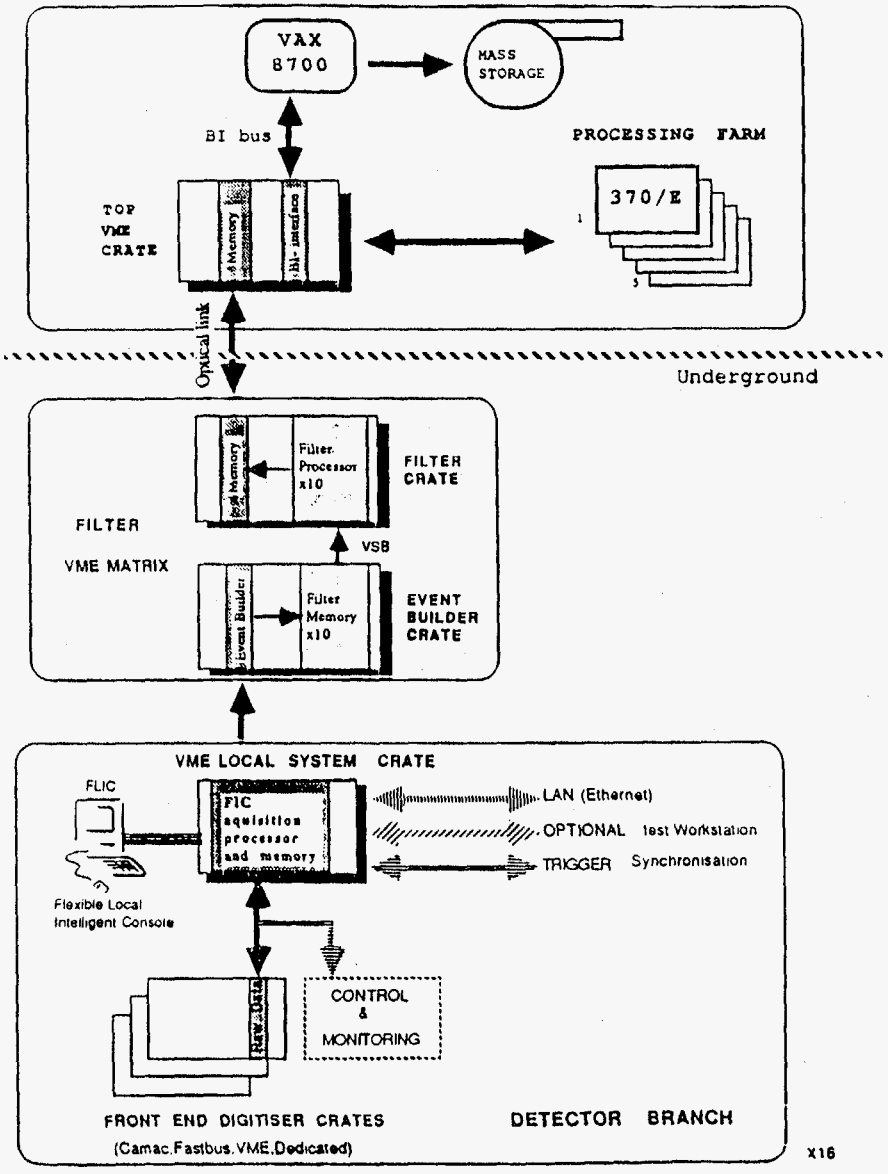 VAX
8700
MASS
STORAGE
BI bus
PROCESSING FARM
TOP
VME
CRATE
Memory
BI- interface
370/E
1
5
Optical link
Underground
FILTER
VME MATRIX
Memory
Filter
Processor
x10
FILTER
CRATE
VSB
Event Builder
Filter
Memory
x10
EVENT
BUILDER
CRATE
VME LOCAL SYSTEM CRATE
FLIC
FIC
aquisition
processor
and memory
LAN (Ethernet)
OPTIONAL test Workstation
TRIGGER Synchronisation
Flexible Local
Intelligent Console
Raw Data
CONTROL
&
MONITORING
FRONT END DIGITISER CRATES
(Camac,Fastbus,VME,Dedicated)
DETECTOR BRANCH
X16